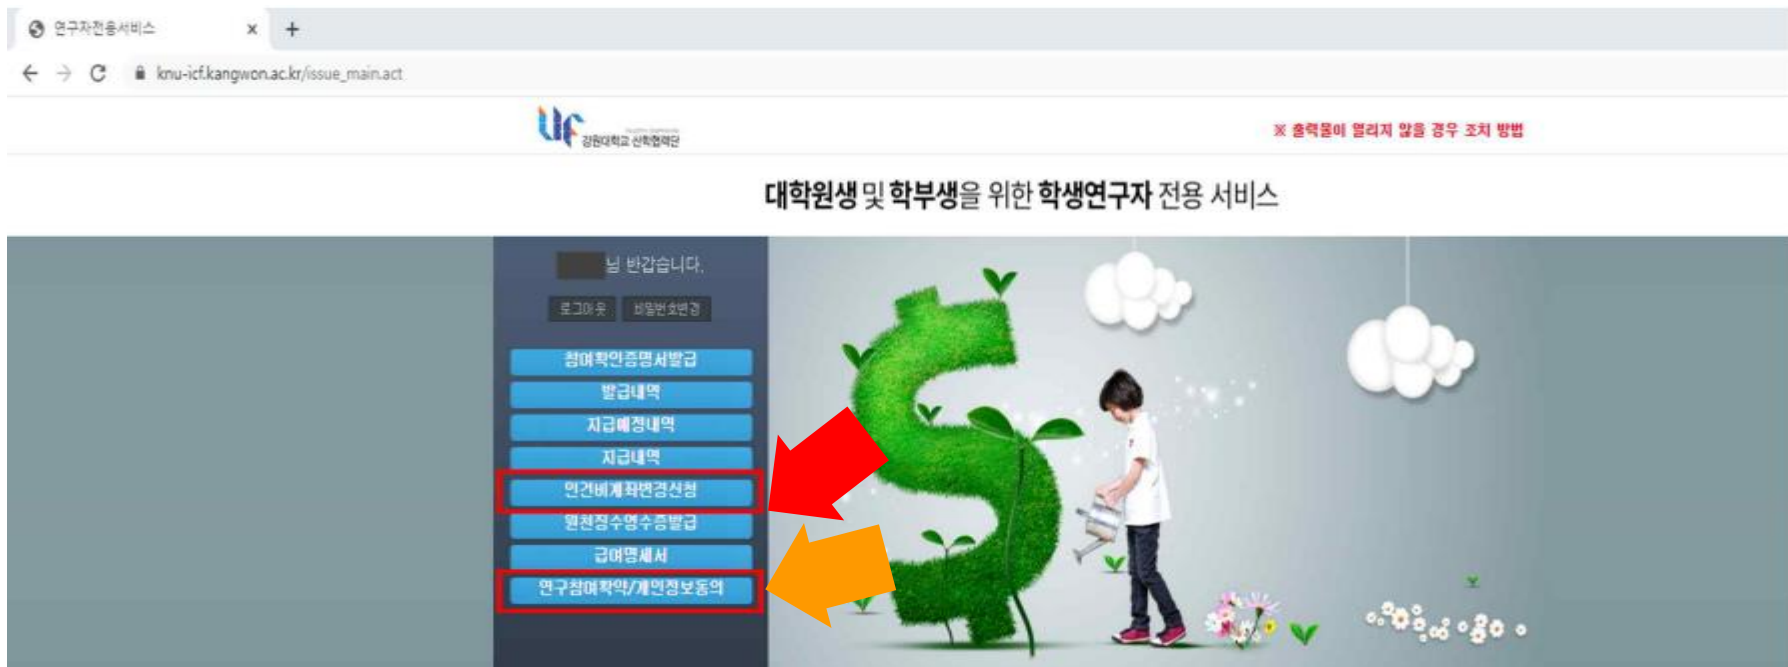 연구자전용서비스
knu-icf.kangwon.ac.kr/issue_main.act
강원대학교 산학협력단
※ 출력물이 열리지 않을 경우 조치 방법
대학원생 및 학부생을 위한 학생연구자 전용 서비스
님 반갑습니다.
로그아웃 비밀번호변경
참여확인증명서발급
발급내역
지급예정내역
지급내역
인건비계좌변경신청
원천징수영수증발급
급여명세서
연구참여확약/개인정보동의